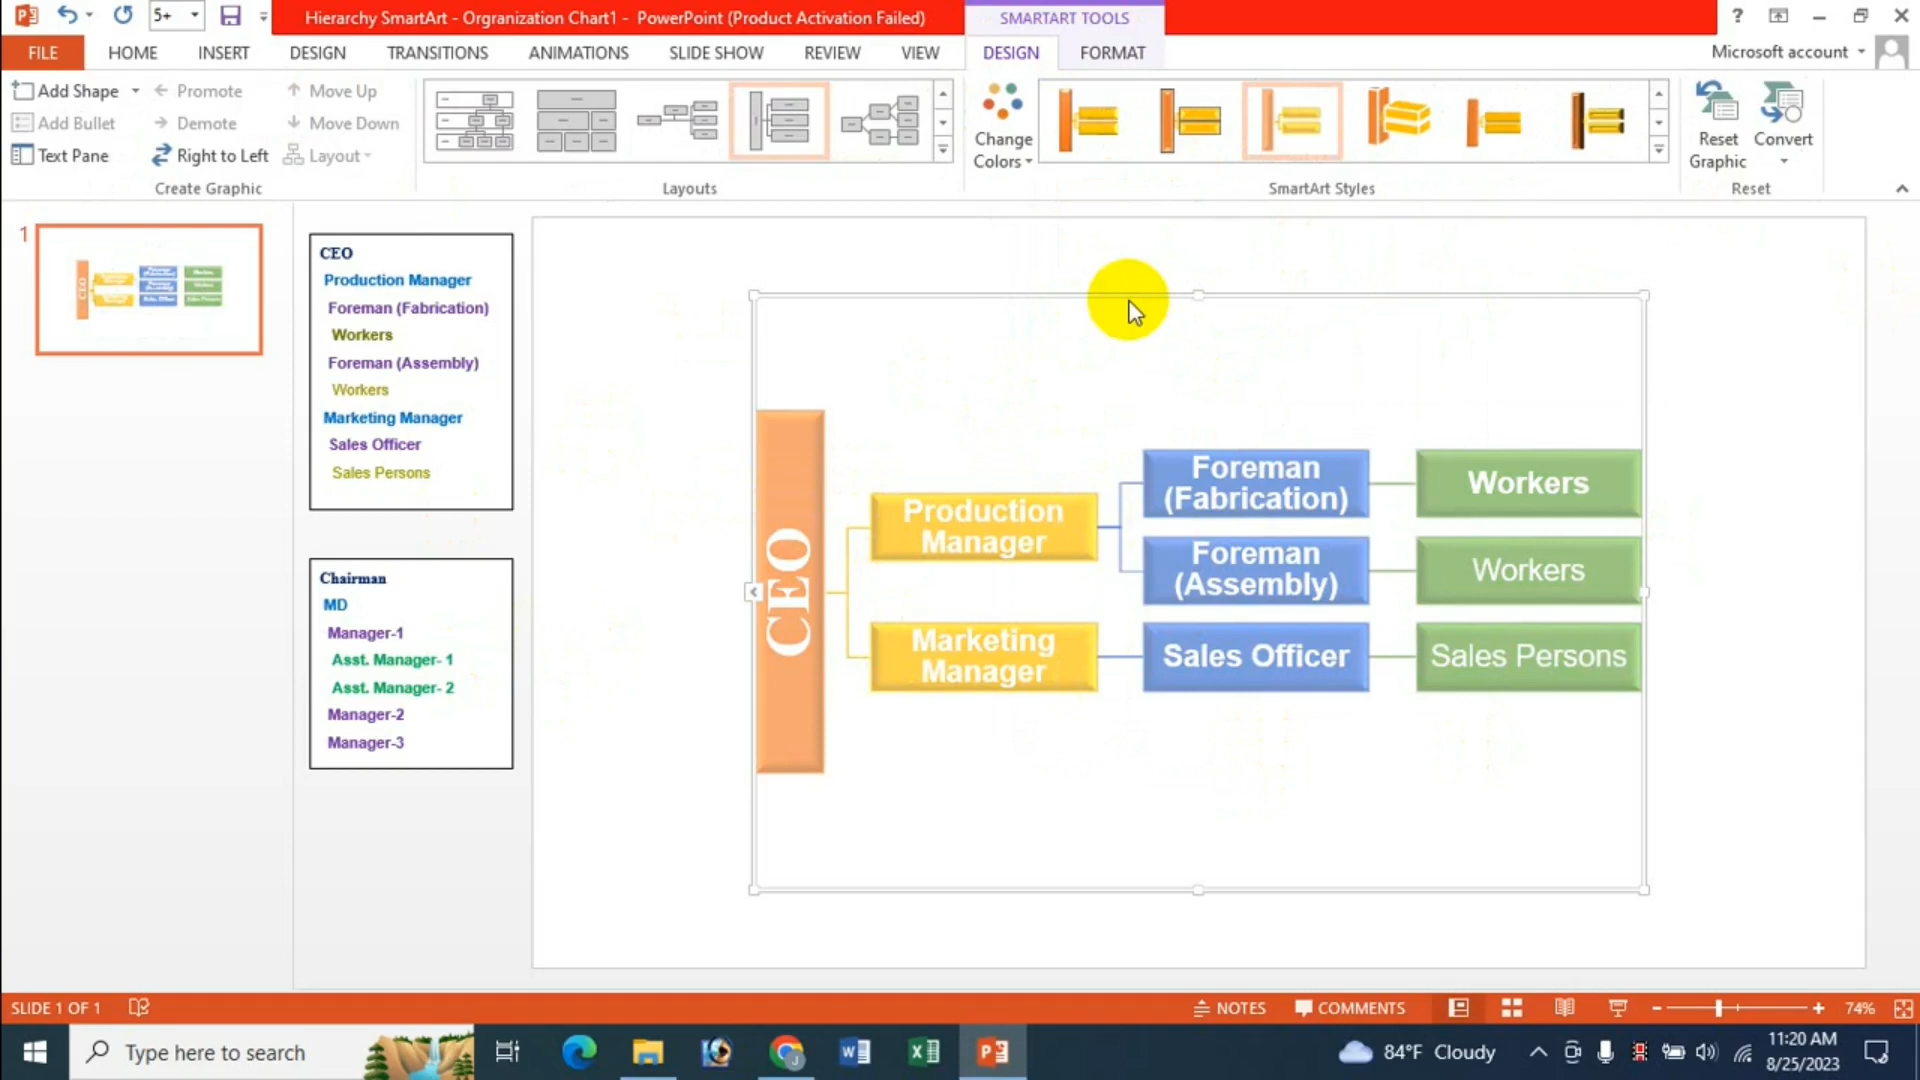 5+
Hierarchy SmartArt - Orgranization Chart1 - PowerPoint (Product Activation Failed)
SMARTART TOOLS
?
FILE
HOME
INSERT
DESIGN
TRANSITIONS
ANIMATIONS
SLIDE SHOW
REVIEW
VIEW
DESIGN
FORMAT
Microsoft account
Add Shape
Promote
Move Up
Add Bullet
Demote
Move Down
Text Pane
Right to Left
Layout
Create Graphic
Layouts
Change
Colors
SmartArt Styles
Reset
Graphic
Convert
Reset
1
CEO
Production Manager
Foreman (Fabrication)
Workers
Foreman (Assembly)
Workers
Marketing Manager
Sales Officer
Sales Persons
Chairman
MD
Manager-1
Asst. Manager- 1
Asst. Manager- 2
Manager-2
Manager-3
CEO
Production
Manager
Marketing
Manager
Foreman
(Fabrication)
Foreman
(Assembly)
Sales Officer
Workers
Workers
Sales Persons
SLIDE 1 OF 1
NOTES
COMMENTS
74%
Type here to search
84°F Cloudy
11:20 AM
8/25/2023